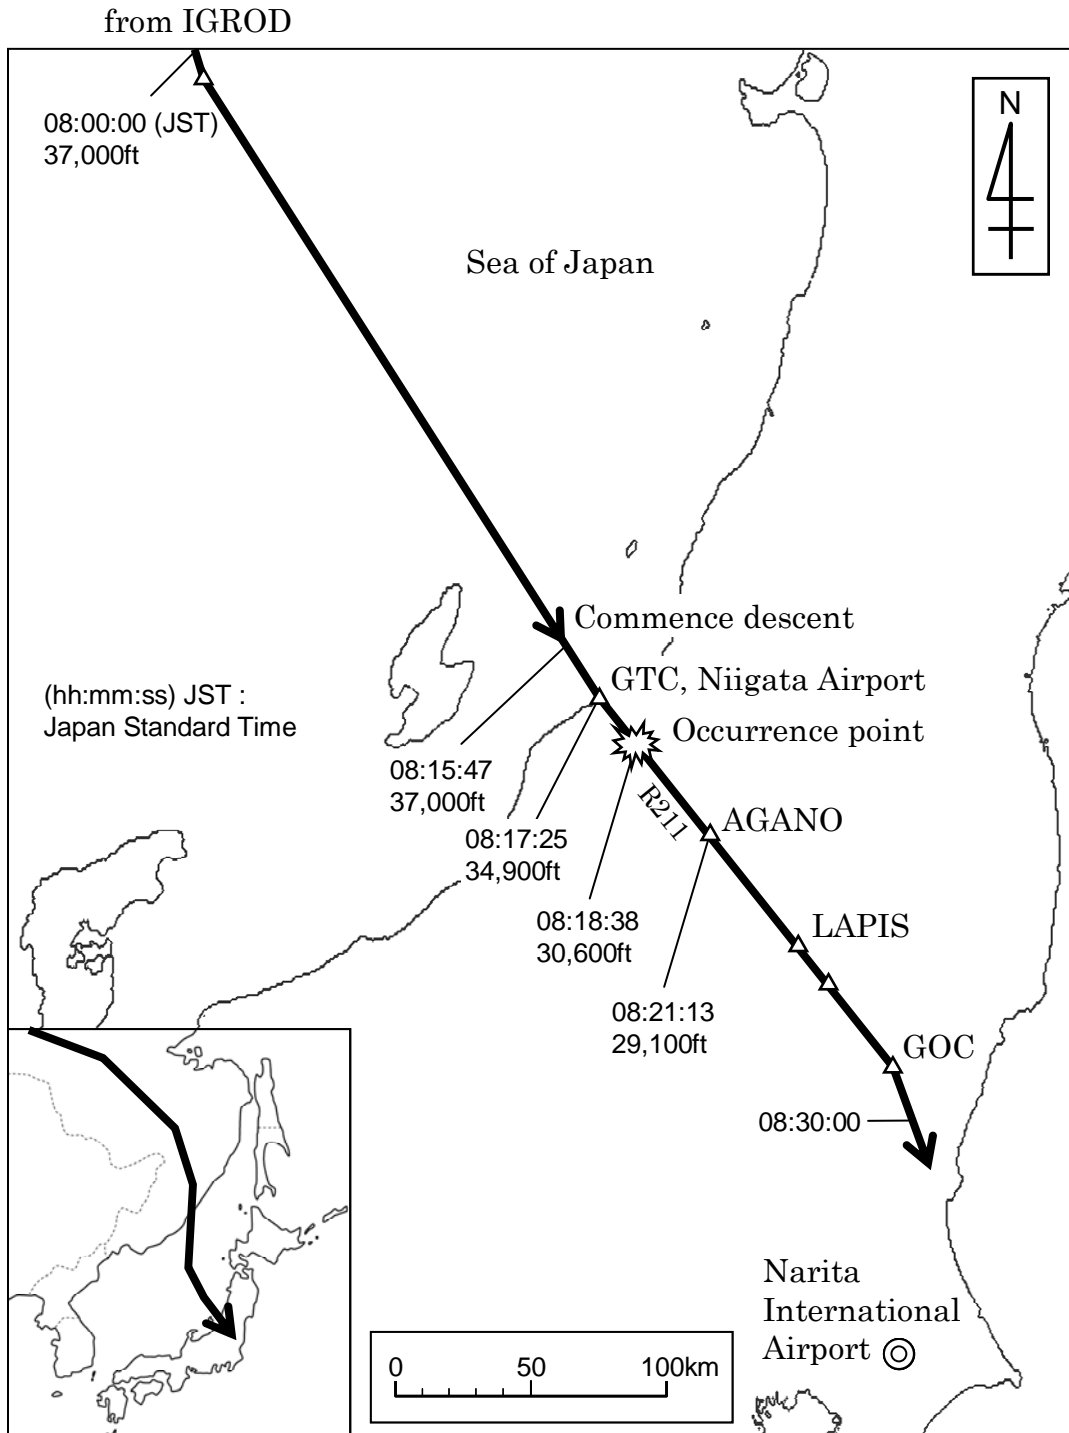 from IGROD
08:00:00 (JST)
37,000ft
N
Sea of Japan
Commence descent
GTC, Niigata Airport
(hh:mm:ss) JST :
Japan Standard Time
Occurrence point
08:15:47
37,000ft
R211
AGANO
08:17:25
34,900ft
08:18:38
30,600ft
LAPIS
08:21:13
29,100ft
GOC
08:30:00
Narita
International
Airport
0 50 100km